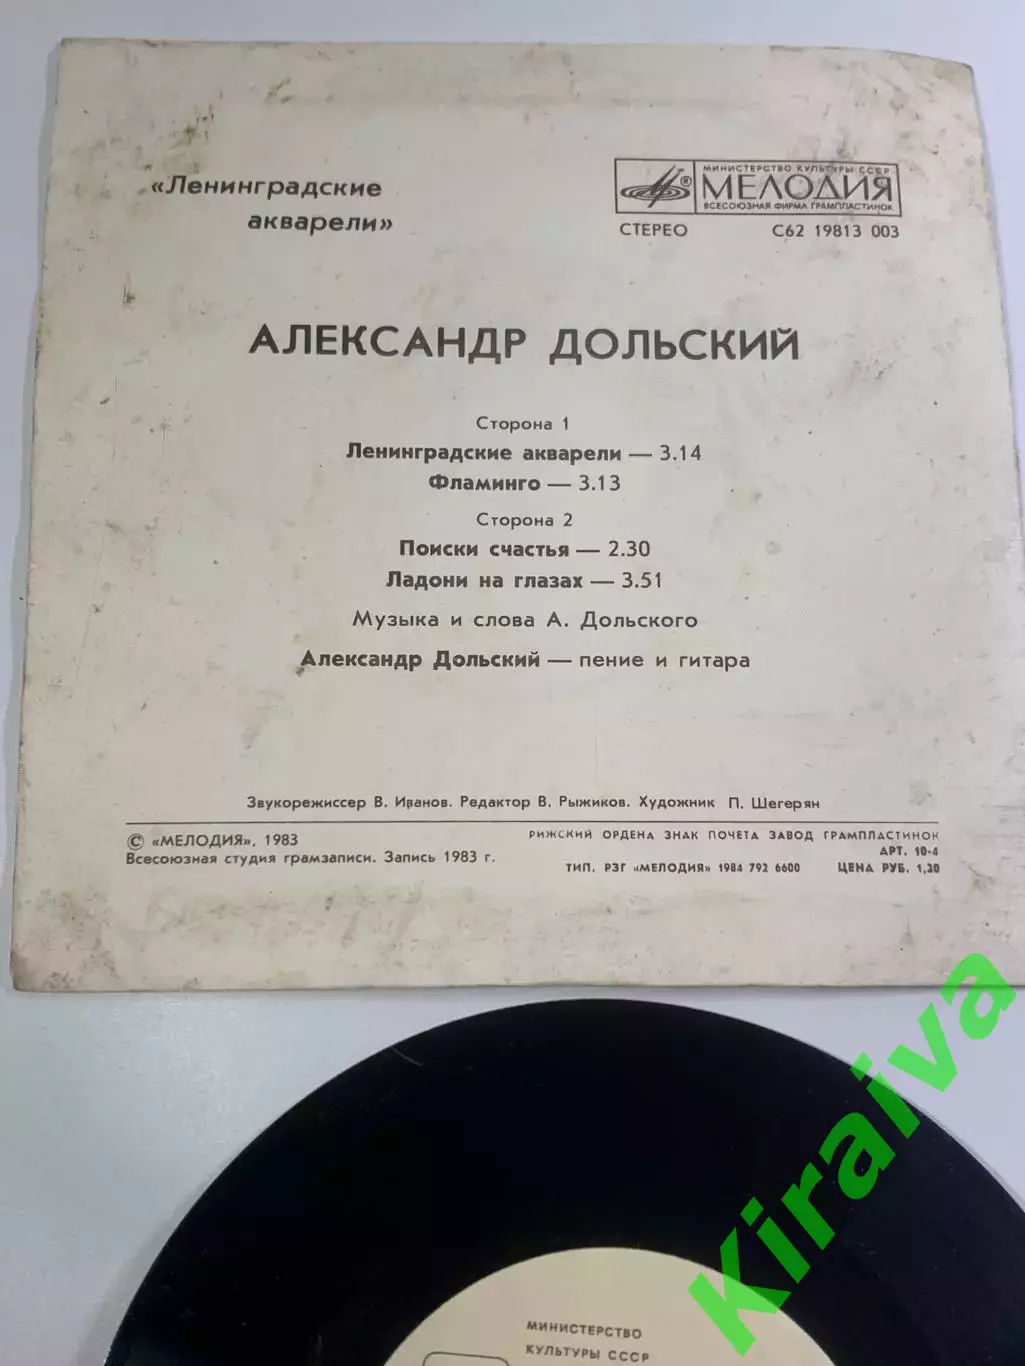 «Ленинградские
акварели»
МИНИСТЕРСТВО КУЛЬТУРЫ СССР
МЕЛОДИЯ
ВСЕСОЮЗНАЯ ФИРМА ГРАМПЛАСТИНОК
СТЕРЕО С62 19813 003
АЛЕКСАНДР ДОЛЬСКИЙ
Сторона 1
Ленинградские акварели — 3.14
Фламинго — 3.13
Сторона 2
Поиски счастья — 2.30
Ладони на глазах — 3.51
Музыка и слова А. Дольского
Александр Дольский — пение и гитара
Звукорежиссер В. Иванов. Редактор В. Рыжиков. Художник П. Шегерян
© «МЕЛОДИЯ», 1983
Всесоюзная студия грамзаписи. Запись 1983 г.
РИЖСКИЙ ОРДЕНА ЗНАК ПОЧЕТА ЗАВОД ГРАМПЛАСТИНОК
АРТ. 10-4
ТИП. РЗГ «МЕЛОДИЯ» 1984 792 6600 ЦЕНА РУБ. 1,20
МИНИСТЕРСТВО
КУЛЬТУРЫ СССР
Kiraiva